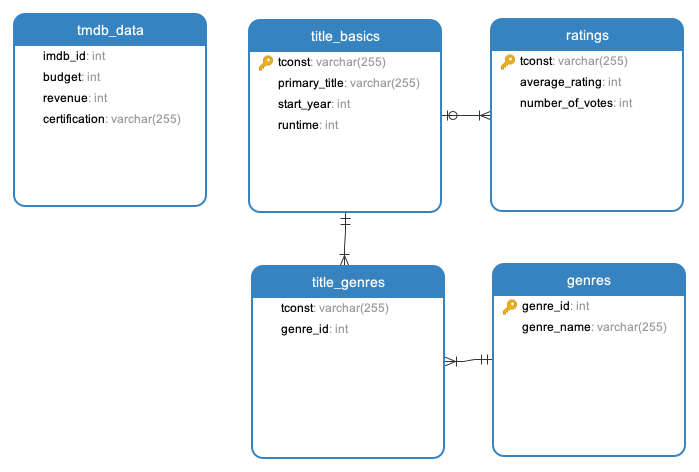 tmdb_data
imdb_id: int
budget: int
revenue: int
certification: varchar(255)
title_basics
tconst: varchar(255)
primary_title: varchar(255)
start_year: int
runtime: int
ratings
tconst: varchar(255)
average_rating: int
number_of_votes: int
title_genres
tconst: varchar(255)
genre_id: int
genres
genre_id: int
genre_name: varchar(255)